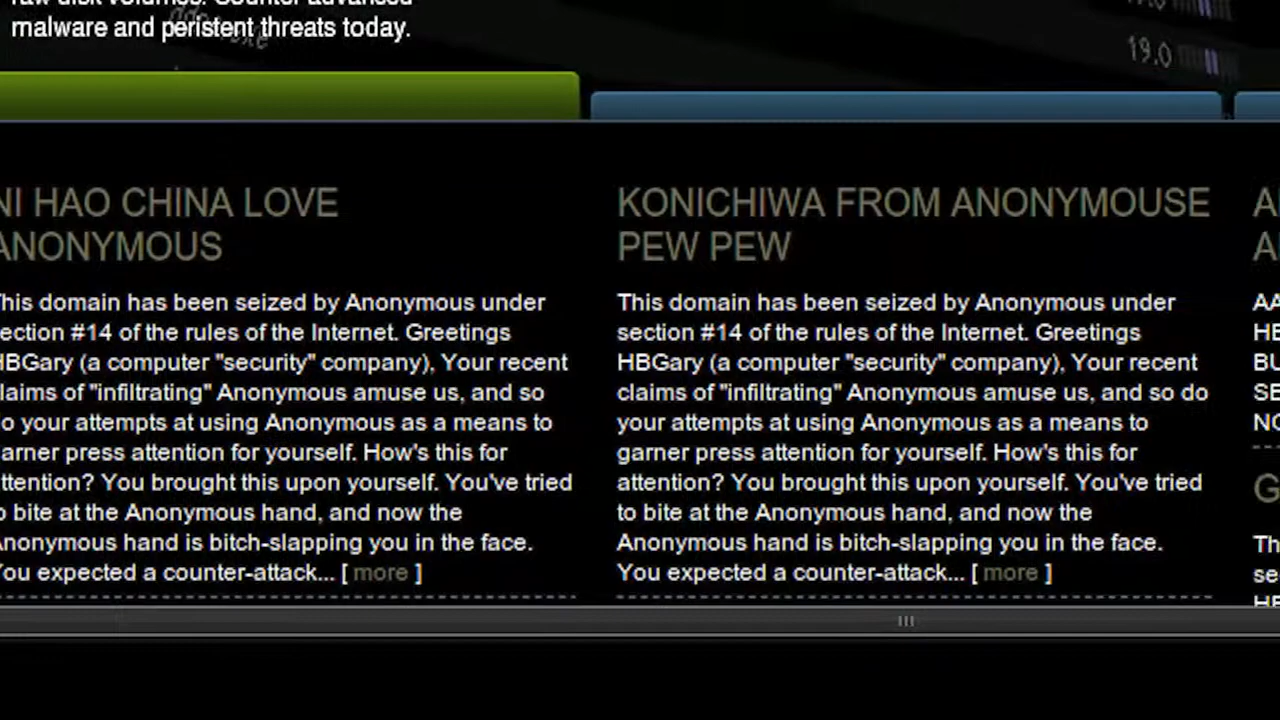 malware and peristent threats today.
19.0
NI HAO CHINA LOVE
ANONYMOUS
This domain has been seized by Anonymous under
section #14 of the rules of the Internet. Greetings
HBGary (a computer "security" company), Your recent
claims of "infiltrating" Anonymous amuse us, and so
do your attempts at using Anonymous as a means to
garner press attention for yourself. How's this for
attention? You brought this upon yourself. You've tried
to bite at the Anonymous hand, and now the
Anonymous hand is bitch-slapping you in the face.
You expected a counter-attack... [ more ]
KONICHIWA FROM ANONYMOUSE
PEW PEW
This domain has been seized by Anonymous under
section #14 of the rules of the Internet. Greetings
HBGary (a computer "security" company), Your recent
claims of "infiltrating" Anonymous amuse us, and so do
your attempts at using Anonymous as a means to
garner press attention for yourself. How's this for
attention? You brought this upon yourself. You've tried
to bite at the Anonymous hand, and now the
Anonymous hand is bitch-slapping you in the face.
You expected a counter-attack... [ more ]